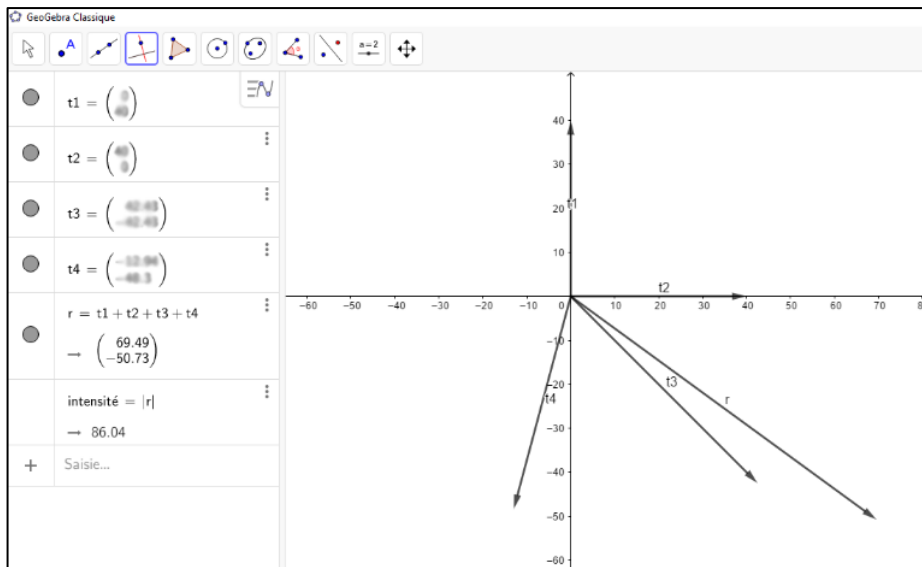 GeoGebra Classique
A
a=2
t1 =
t2 =
t3 =
t4 =
r = t1 + t2 + t3 + t4
→ 69.49
−50.73
intensité = |r|
→ 86.04
+ Saisie...
40
30
20
10
t1
t2
−60 −50 −40 −30 −20 −10 0 10 20 30 40 50 60 70 80
−10
−20
−30
−40
−50
−60
t3
t4
r